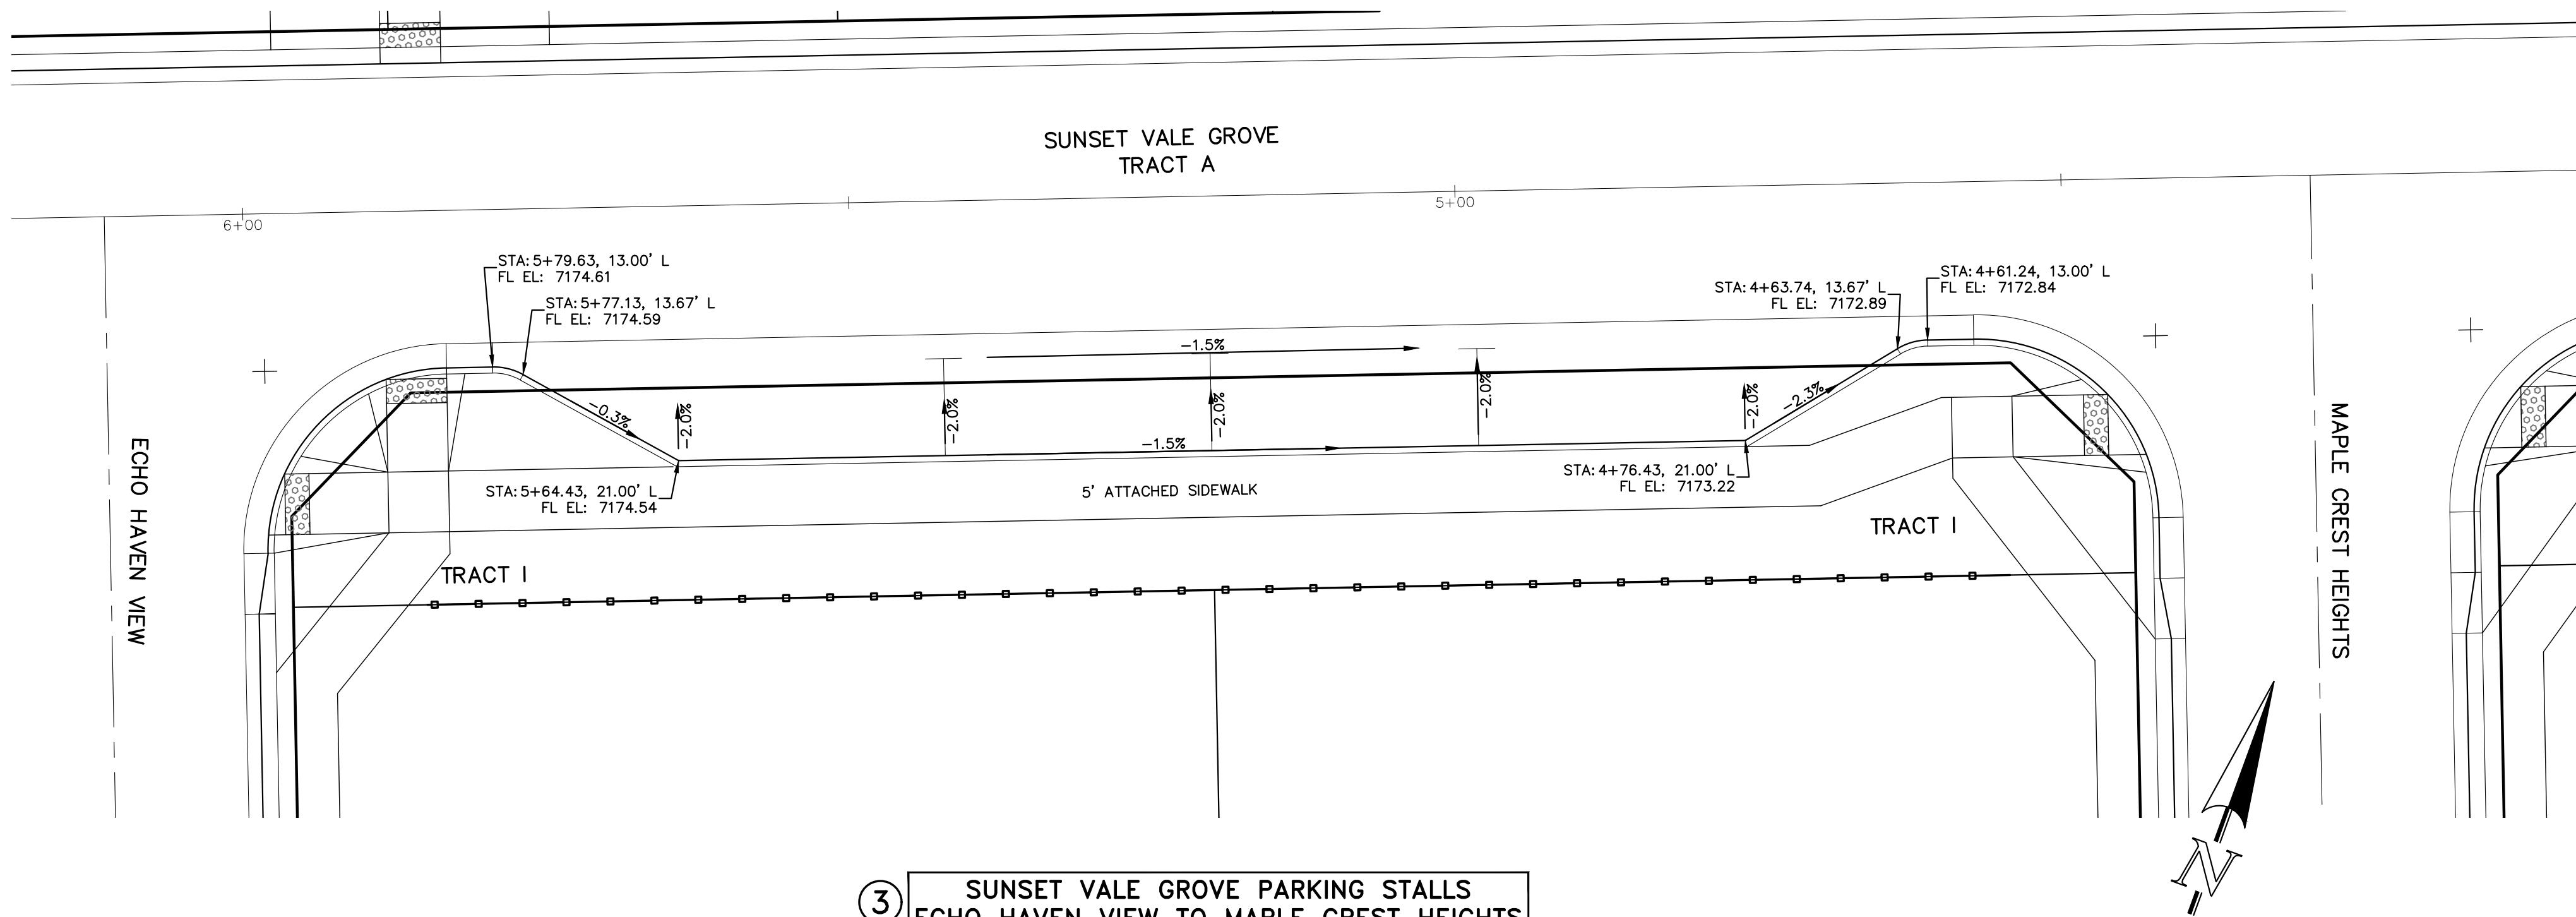 SUNSET VALE GROVE
TRACT A
6+00
5+00
STA: 5+79.63, 13.00' L
FL EL: 7174.61
STA: 5+77.13, 13.67' L
FL EL: 7174.59
STA: 4+63.74, 13.67' L
FL EL: 7172.89
STA: 4+61.24, 13.00' L
FL EL: 7172.84
-1.5%
-0.3%
-2.0%
-2.0%
-2.0%
-2.0%
-2.0%
-2.3%
-1.5%
STA: 5+64.43, 21.00' L
FL EL: 7174.54
5' ATTACHED SIDEWALK
STA: 4+76.43, 21.00' L
FL EL: 7173.22
ECHO HAVEN VIEW
MAPLE CREST HEIGHTS
TRACT I
TRACT I
N
3
SUNSET VALE GROVE PARKING STALLS
ECHO HAVEN VIEW TO MAPLE CREST HEIGHTS